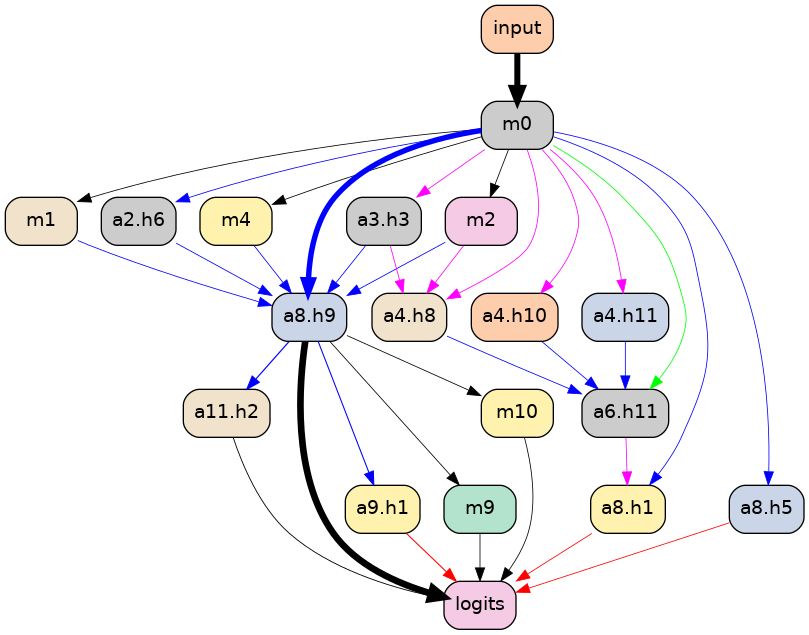 input
m0
m1
a2.h6
m4
a3.h3
m2
a8.h9
a4.h8
a4.h10
a4.h11
a11.h2
m10
a6.h11
a9.h1
m9
a8.h1
a8.h5
logits